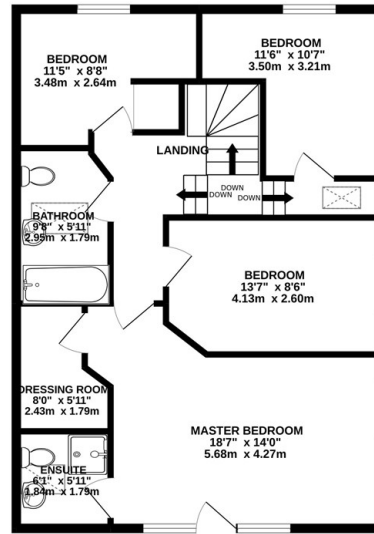 BEDROOM
11'5" x 8'8"
3.48m x 2.64m
BEDROOM
11'6" x 10'7"
3.50m x 3.21m
LANDING
DOWN
DOWN
DOWN
BATHROOM
9'8" x 5'11"
2.95m x 1.79m
BEDROOM
13'7" x 8'6"
4.13m x 2.60m
DRESSING ROOM
8'0" x 5'11"
2.43m x 1.79m
MASTER BEDROOM
18'7" x 14'0"
5.68m x 4.27m
ENSUITE
6'1" x 5'11"
1.84m x 1.79m